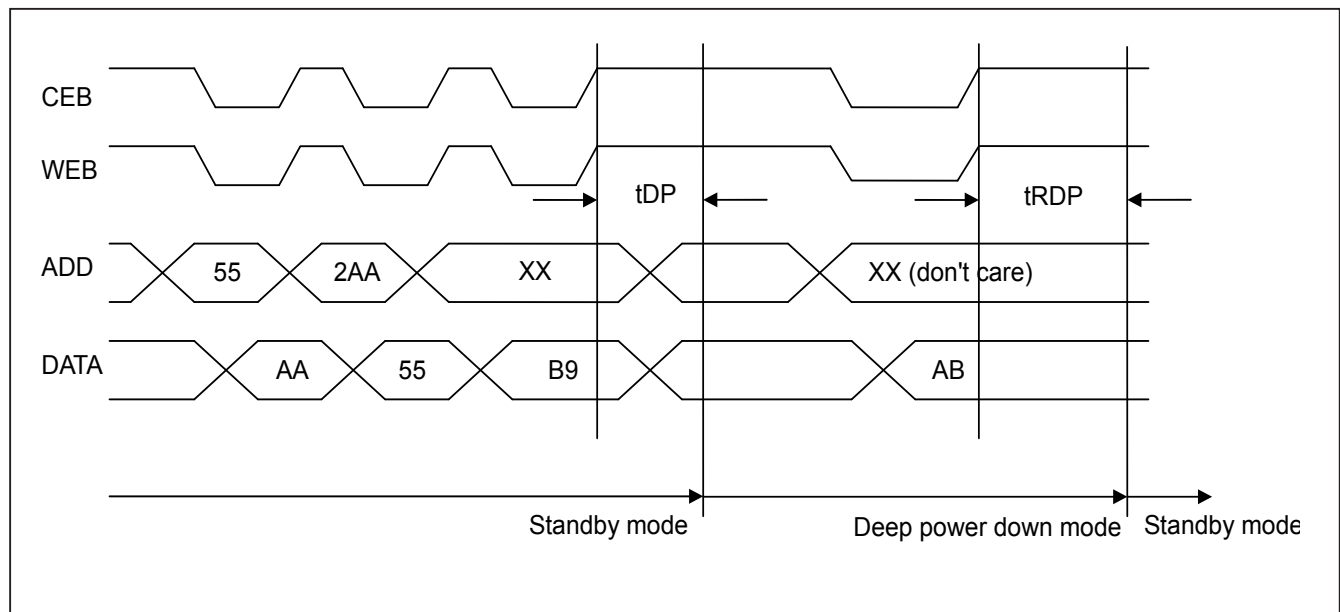 CEB
WEB
tDP
tRDP
ADD
55
2AA
XX
XX (don't care)
DATA
AA
55
B9
AB
Standby mode
Deep power down mode
Standby mode